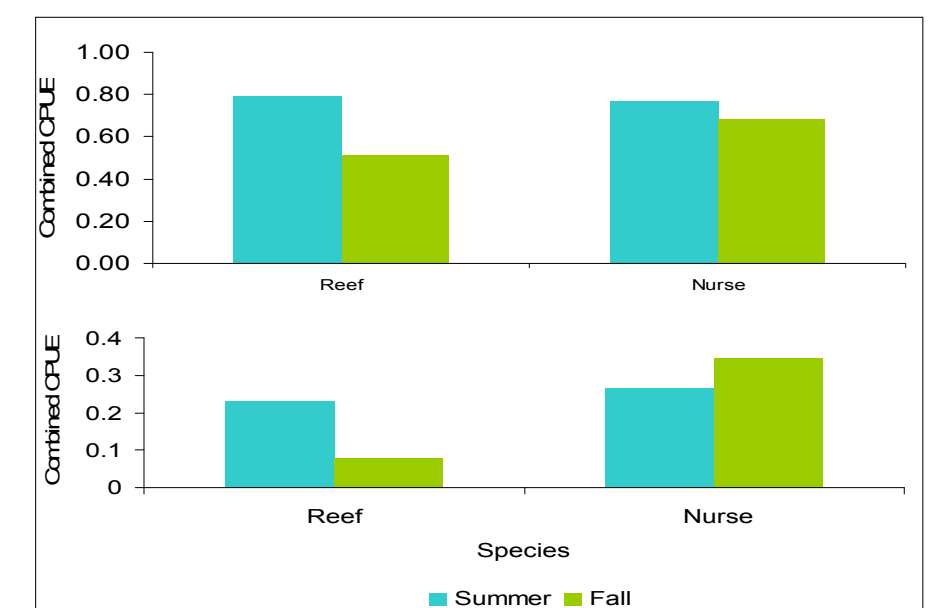 Combined CPUE
1.00
0.80
0.60
0.40
0.20
0.00
Reef Nurse
Combined CPUE
0.4
0.3
0.2
0.1
0
Reef Nurse
Species
Summer Fall